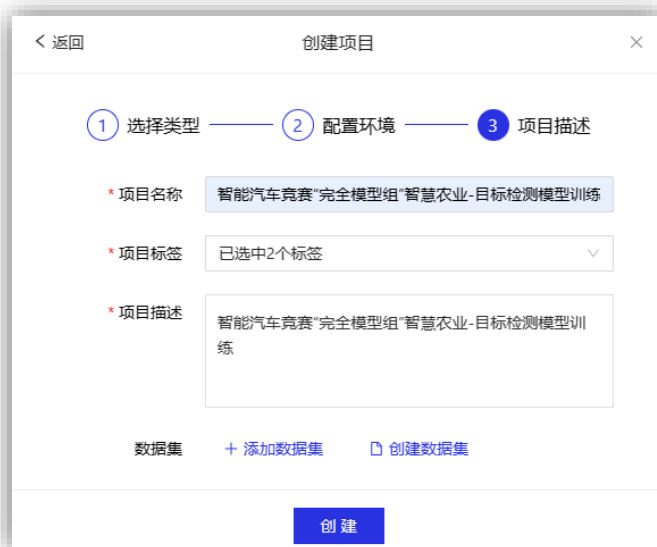 返回
创建项目
1 选择类型 2 配置环境 3 项目描述
* 项目名称 智能汽车竞赛“完全模型组”智慧农业-目标检测模型训练
* 项目标签 已选中2个标签
* 项目描述 智能汽车竞赛“完全模型组”智慧农业-目标检测模型训
练
数据集 + 添加数据集 创建数据集
创 建